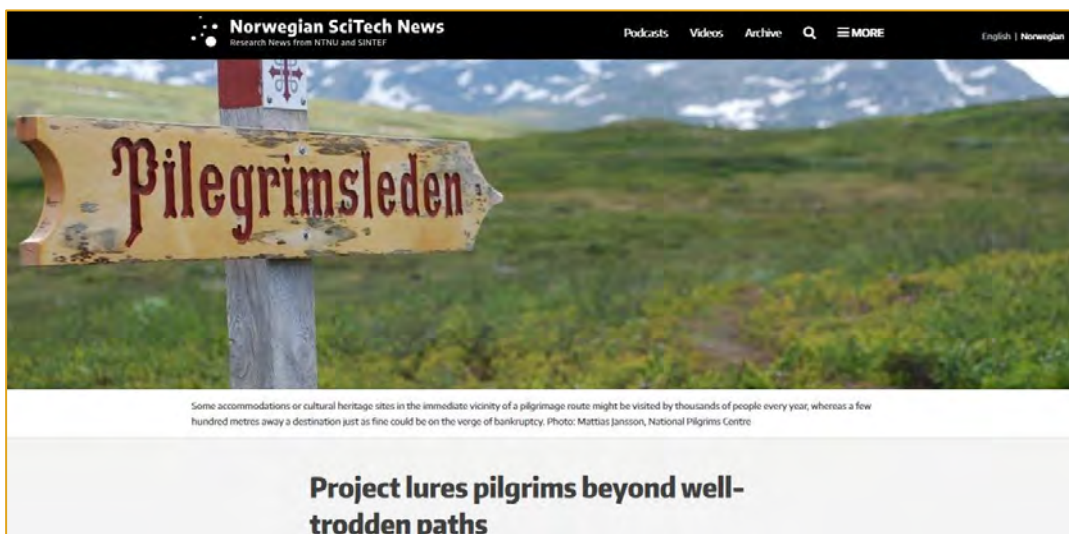 Norwegian SciTech News
Research News from NTNU and SINTEF
Podcasts Videos Archive MORE
English | Norwegian
Pilegrimsleden
Some accommodations or cultural heritage sites in the immediate vicinity of a pilgrimage route might be visited by thousands of people every year, whereas a few
hundred metres away a destination just as fine could be on the verge of bankruptcy. Photo: Mattias Jansson, National Pilgrims Centre
Project lures pilgrims beyond well-
trodden paths